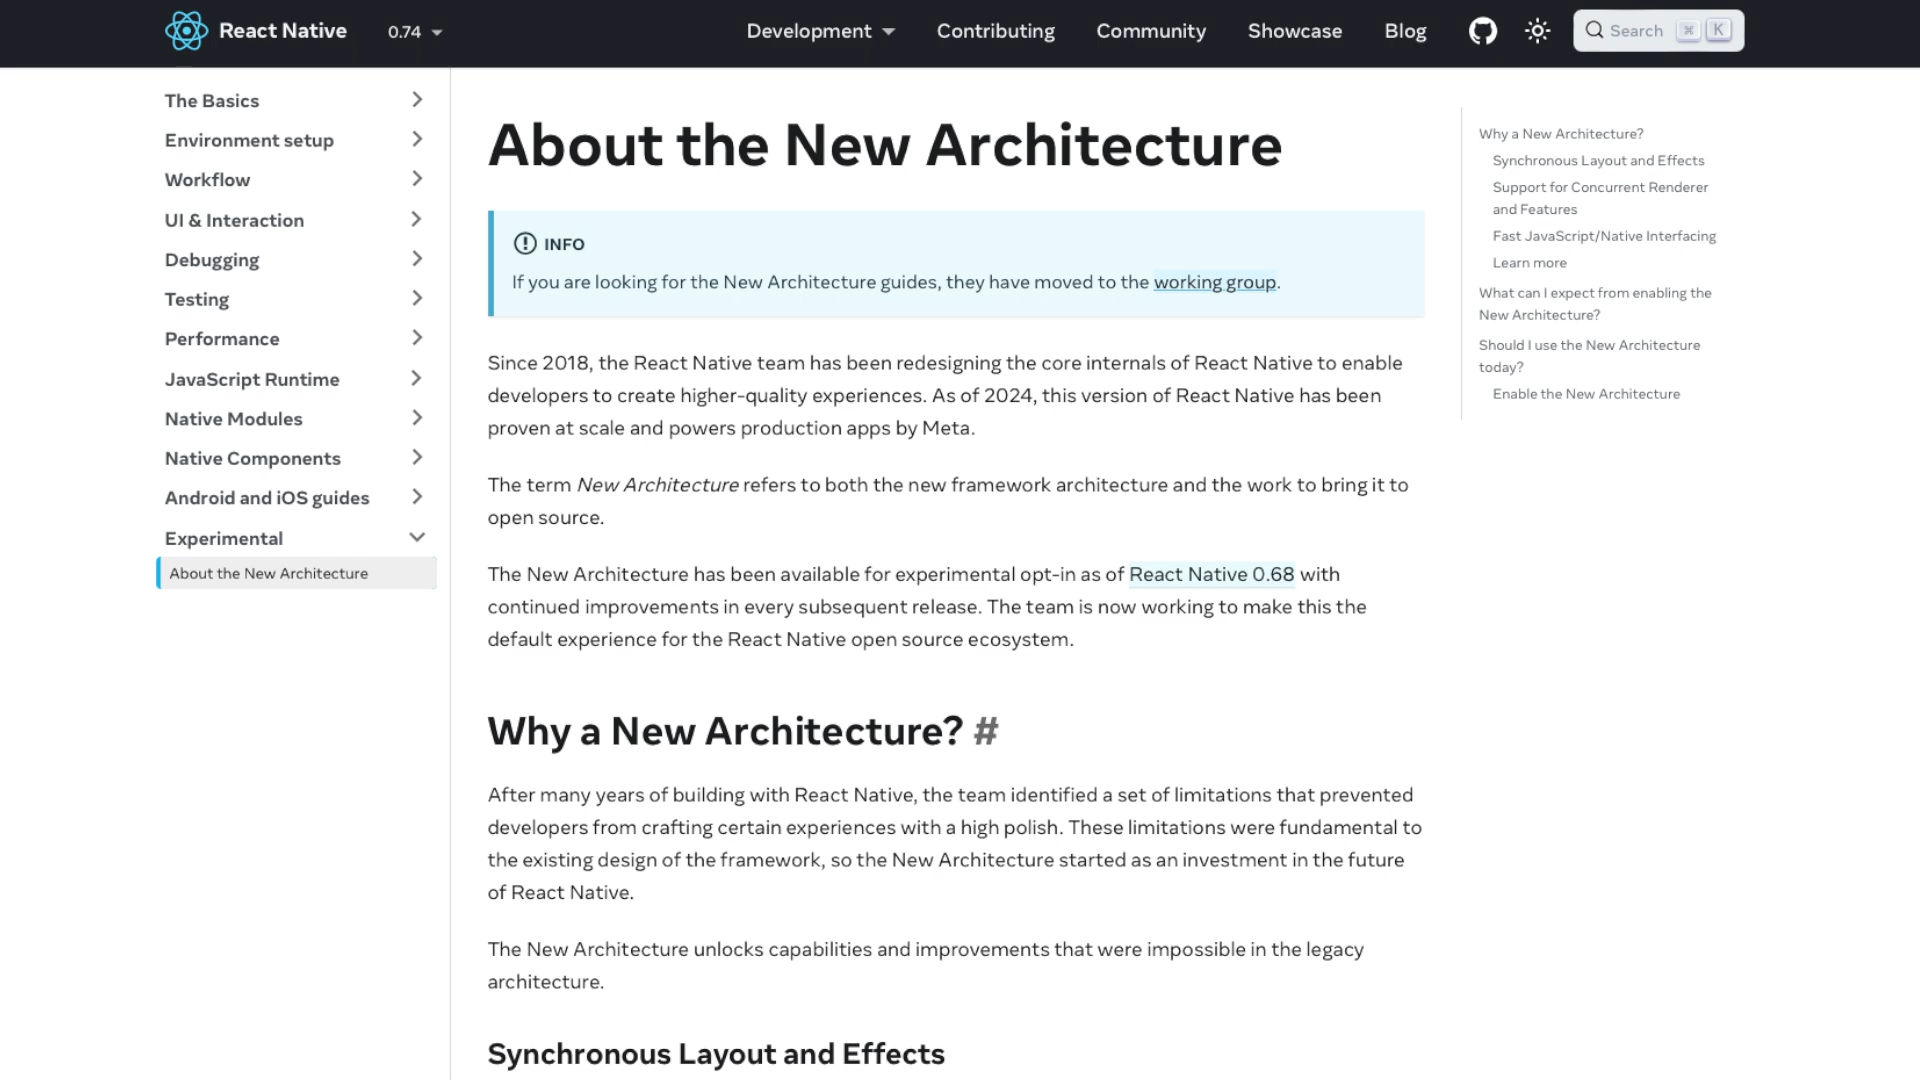 React Native
0.74
Development
Contributing
Community
Showcase
Blog
Search ⌘ K
The Basics
Environment setup
Workflow
UI & Interaction
Debugging
Testing
Performance
JavaScript Runtime
Native Modules
Native Components
Android and iOS guides
Experimental
About the New Architecture
About the New Architecture
INFO
If you are looking for the New Architecture guides, they have moved to the working group.
Since 2018, the React Native team has been redesigning the core internals of React Native to enable
developers to create higher-quality experiences. As of 2024, this version of React Native has been
proven at scale and powers production apps by Meta.
The term New Architecture refers to both the new framework architecture and the work to bring it to
open source.
The New Architecture has been available for experimental opt-in as of React Native 0.68 with
continued improvements in every subsequent release. The team is now working to make this the
default experience for the React Native open source ecosystem.
Why a New Architecture? #
After many years of building with React Native, the team identified a set of limitations that prevented
developers from crafting certain experiences with a high polish. These limitations were fundamental to
the existing design of the framework, so the New Architecture started as an investment in the future
of React Native.
The New Architecture unlocks capabilities and improvements that were impossible in the legacy
architecture.
Synchronous Layout and Effects
Why a New Architecture?
Synchronous Layout and Effects
Support for Concurrent Renderer
and Features
Fast JavaScript/Native Interfacing
Learn more
What can I expect from enabling the
New Architecture?
Should I use the New Architecture
today?
Enable the New Architecture